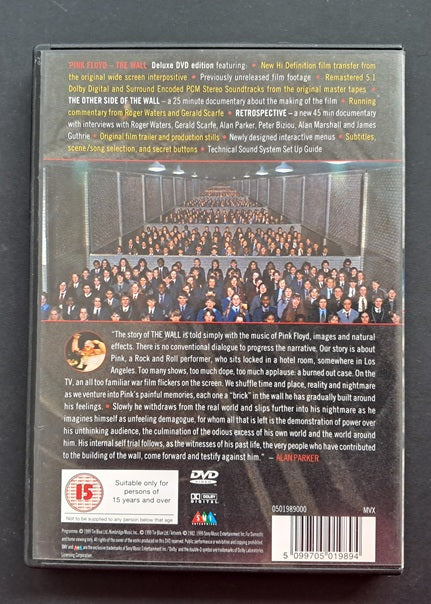 PINK FLOYD – THE WALL Deluxe DVD edition featuring: • New Hi Definition film transfer from
the original wide screen interpositive • Previously unreleased film footage • Remastered 5.1
Dolby Digital and Surround Encoded PCM Stereo Soundtracks from the original master tapes •
THE OTHER SIDE OF THE WALL – a 25 minute documentary about the making of the film • Running
commentary from Roger Waters and Gerald Scarfe • RETROSPECTIVE – a new 45 min documentary
with interviews with Roger Waters, Gerald Scarfe, Alan Parker, Peter Biziou, Alan Marshall and James
Guthrie • Original film trailer and production stills • Newly designed interactive menus • Subtitles,
scene/song selection, and secret buttons • Technical Sound System Set Up Guide
"The story of THE WALL is told simply with the music of Pink Floyd, images and natural
effects. There is no conventional dialogue to progress the narrative. Our story is about
Pink, a Rock and Roll performer, who sits locked in a hotel room, somewhere in Los
Angeles. Too many shows, too much dope, too much applause: a burned out case. On the
TV, an all too familiar war film flickers on the screen. We shuffle time and place, reality and nightmare
as we venture into Pink's painful memories, each one a "brick" in the wall he has gradually built around
his feelings. • Slowly he withdraws from the real world and slips further into his nightmare as he
imagines himself as unfeeling demagogue, for whom all that is left is the demonstration of power over
his unthinking audience, the culmination of the odious excess of his own world and the world around
him. His internal self trial follows, as the witnesses of his past life, the very people who have contributed
to the building of the wall, come forward and testify against him." – ALAN PARKER
15
Suitable only for
persons of
15 years and over
Not to be supplied to any person below that age
DVD
VIDEO
DOLBY
DIGITAL
0501989000
MVX
5 099705 019894